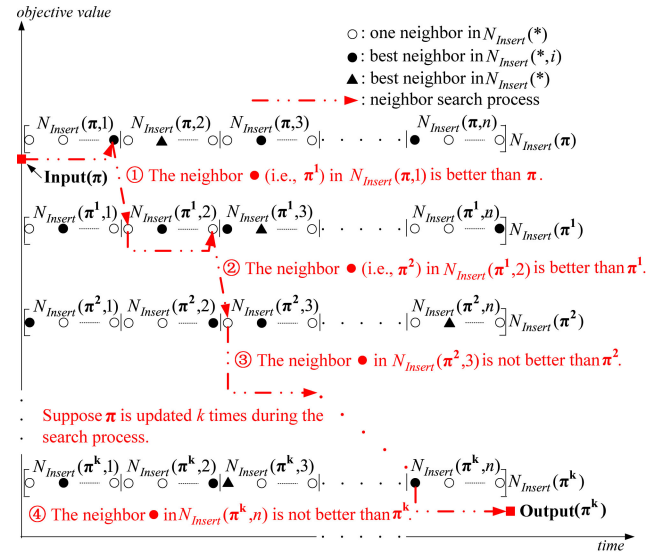 objective value
○ : one neighbor in N_Insert(*)
● : best neighbor in N_Insert(*,i)
▲ : best neighbor in N_Insert(*)
: neighbor search process
N_Insert(π,1) N_Insert(π,2) N_Insert(π,3) N_Insert(π,n)
N_Insert(π)
Input(π)
① The neighbor ● (i.e., π¹) in N_Insert(π,1) is better than π.
N_Insert(π¹,1) N_Insert(π¹,2) N_Insert(π¹,3) N_Insert(π¹,n)
N_Insert(π¹)
② The neighbor ● (i.e., π²) in N_Insert(π¹,2) is better than π¹.
N_Insert(π²,1) N_Insert(π²,2) N_Insert(π²,3) N_Insert(π²,n)
N_Insert(π²)
③ The neighbor ● in N_Insert(π²,3) is not better than π².
Suppose π is updated k times during the
search process.
N_Insert(πᵏ,1) N_Insert(πᵏ,2) N_Insert(πᵏ,3) N_Insert(πᵏ,n)
N_Insert(πᵏ)
④ The neighbor ● in N_Insert(πᵏ,n) is not better than πᵏ.
Output(πᵏ)
time